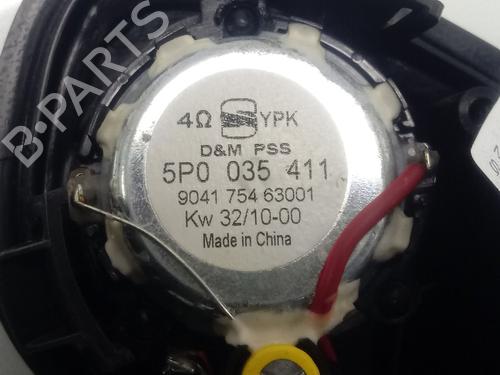 B-PARTS
4Ω YPK
D&M PSS
5P0 035 411
9041 754 63001
Kw 32/10-00
Made in China